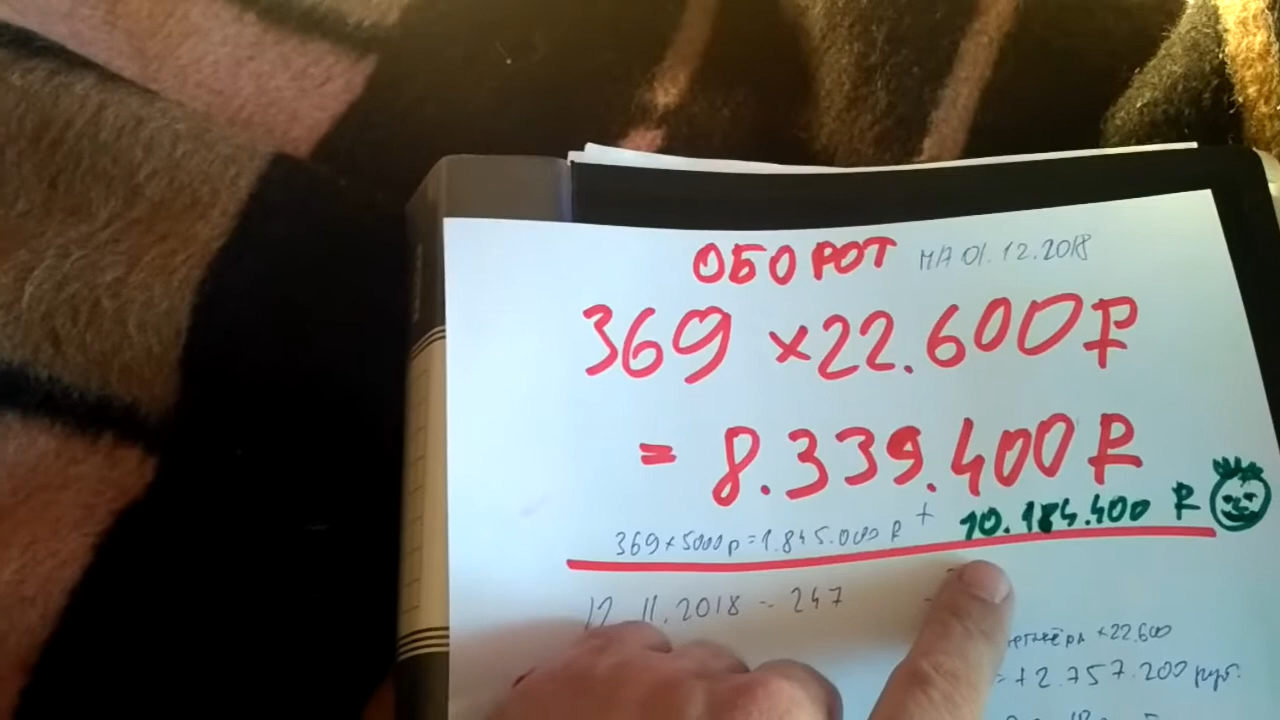 ОБОРОТ НА 01.12.2018
369 × 22.600 ₽
= 8.339.400 ₽
369 × 5000 р = 1.845.000 ₽ + 10.184.400 ₽
12.11.2018 - 247
×22.600
= +2.757.200 руб.